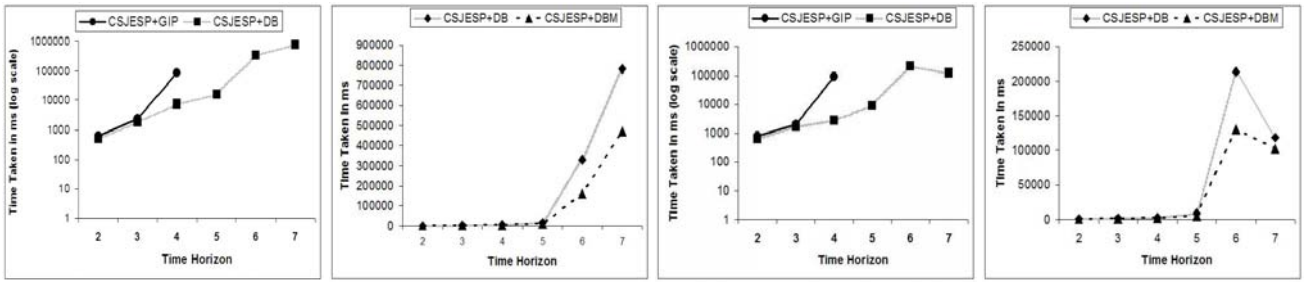 CSJESP+GIP CSJESP+DB
Time Taken in ms (log scale)
1000000
100000
10000
1000
100
10
1
2 3 4 5 6 7
Time Horizon
CSJESP+DB CSJESP+DBM
Time Taken in ms
900000
800000
700000
600000
500000
400000
300000
200000
100000
0
2 3 4 5 6 7
Time Horizon
CSJESP+GIP CSJESP+DB
Time Taken in ms (log scale)
1000000
100000
10000
1000
100
10
1
2 3 4 5 6 7
Time Horizon
CSJESP+DB CSJESP+DBM
Time Taken in ms
250000
200000
150000
100000
50000
0
2 3 4 5 6 7
Time Horizon